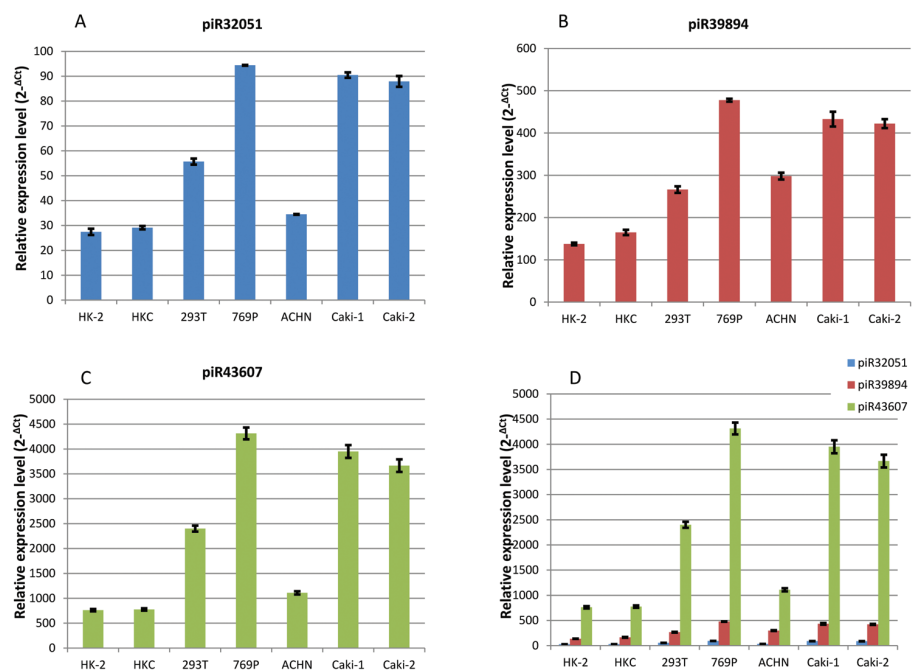 A
piR32051
Relative expression level (2-ΔCt)
100
90
80
70
60
50
40
30
20
10
0
HK-2 HKC 293T 769P ACHN Caki-1 Caki-2
B
piR39894
Relative expression level (2-ΔCt)
600
500
400
300
200
100
0
HK-2 HKC 293T 769P ACHN Caki-1 Caki-2
C
piR43607
Relative expression level (2-ΔCt)
5000
4500
4000
3500
3000
2500
2000
1500
1000
500
0
HK-2 HKC 293T 769P ACHN Caki-1 Caki-2
D
piR32051
piR39894
piR43607
Relative expression level (2-ΔCt)
5000
4500
4000
3500
3000
2500
2000
1500
1000
500
0
HK-2 HKC 293T 769P ACHN Caki-1 Caki-2